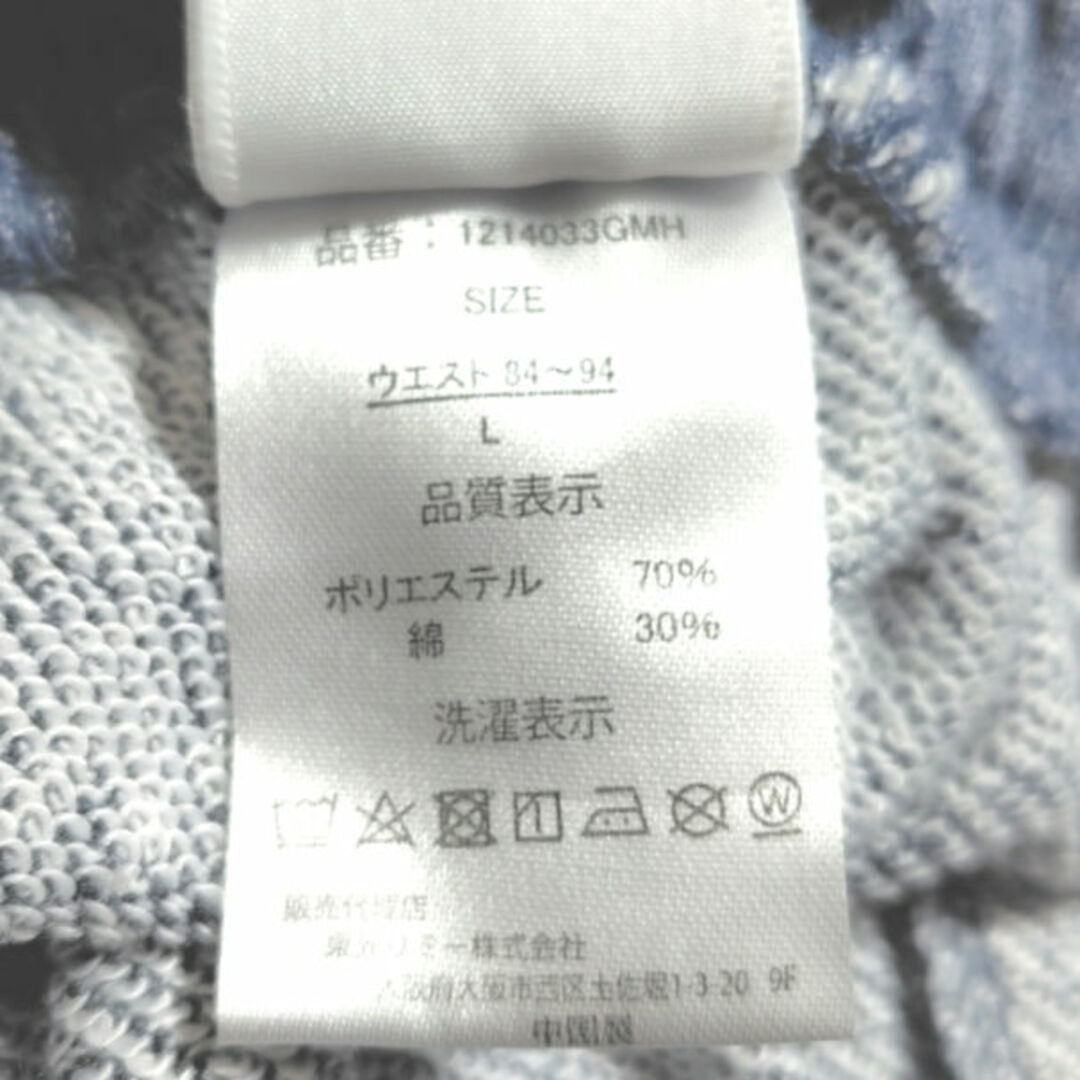 品番：1214033GMH
SIZE
ウエスト 84～94
L
品質表示
ポリエステル 70%
綿 30%
洗濯表示
W
販売代理店
株式会社
大阪府大阪市西区土佐堀1-3-20 9F
中国製